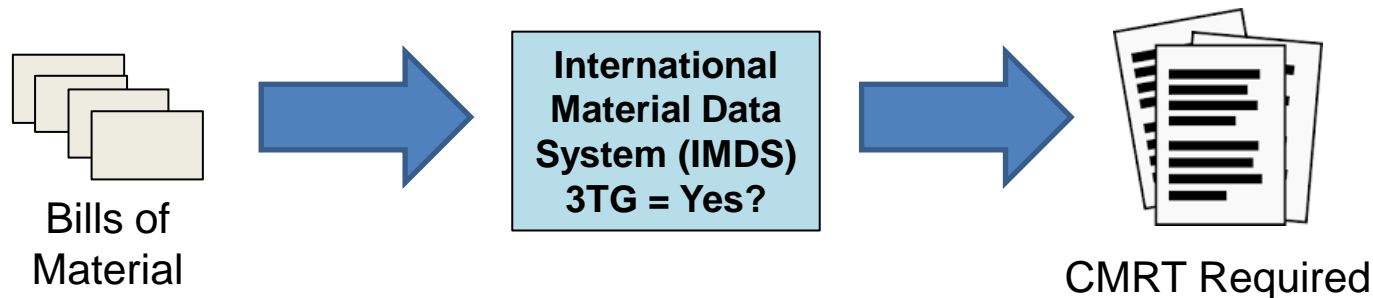 Bills of
Material
International
Material Data
System (IMDS)
3TG = Yes?
CMRT Required